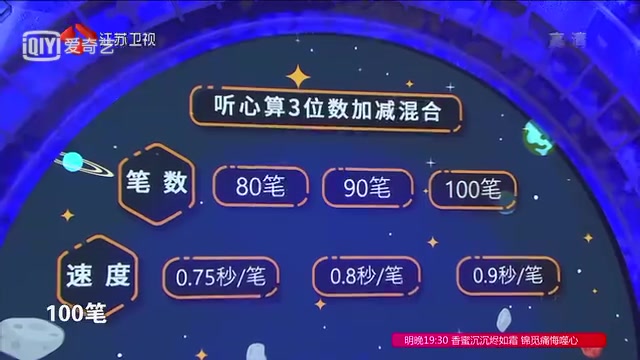 iQIYI 爱奇艺 江苏卫视
高清
听心算3位数加减混合
笔数 80笔 90笔 100笔
速度 0.75秒/笔 0.8秒/笔 0.9秒/笔
100笔
明晚19:30 香蜜沉沉烬如霜 锦觅痛悔噬心